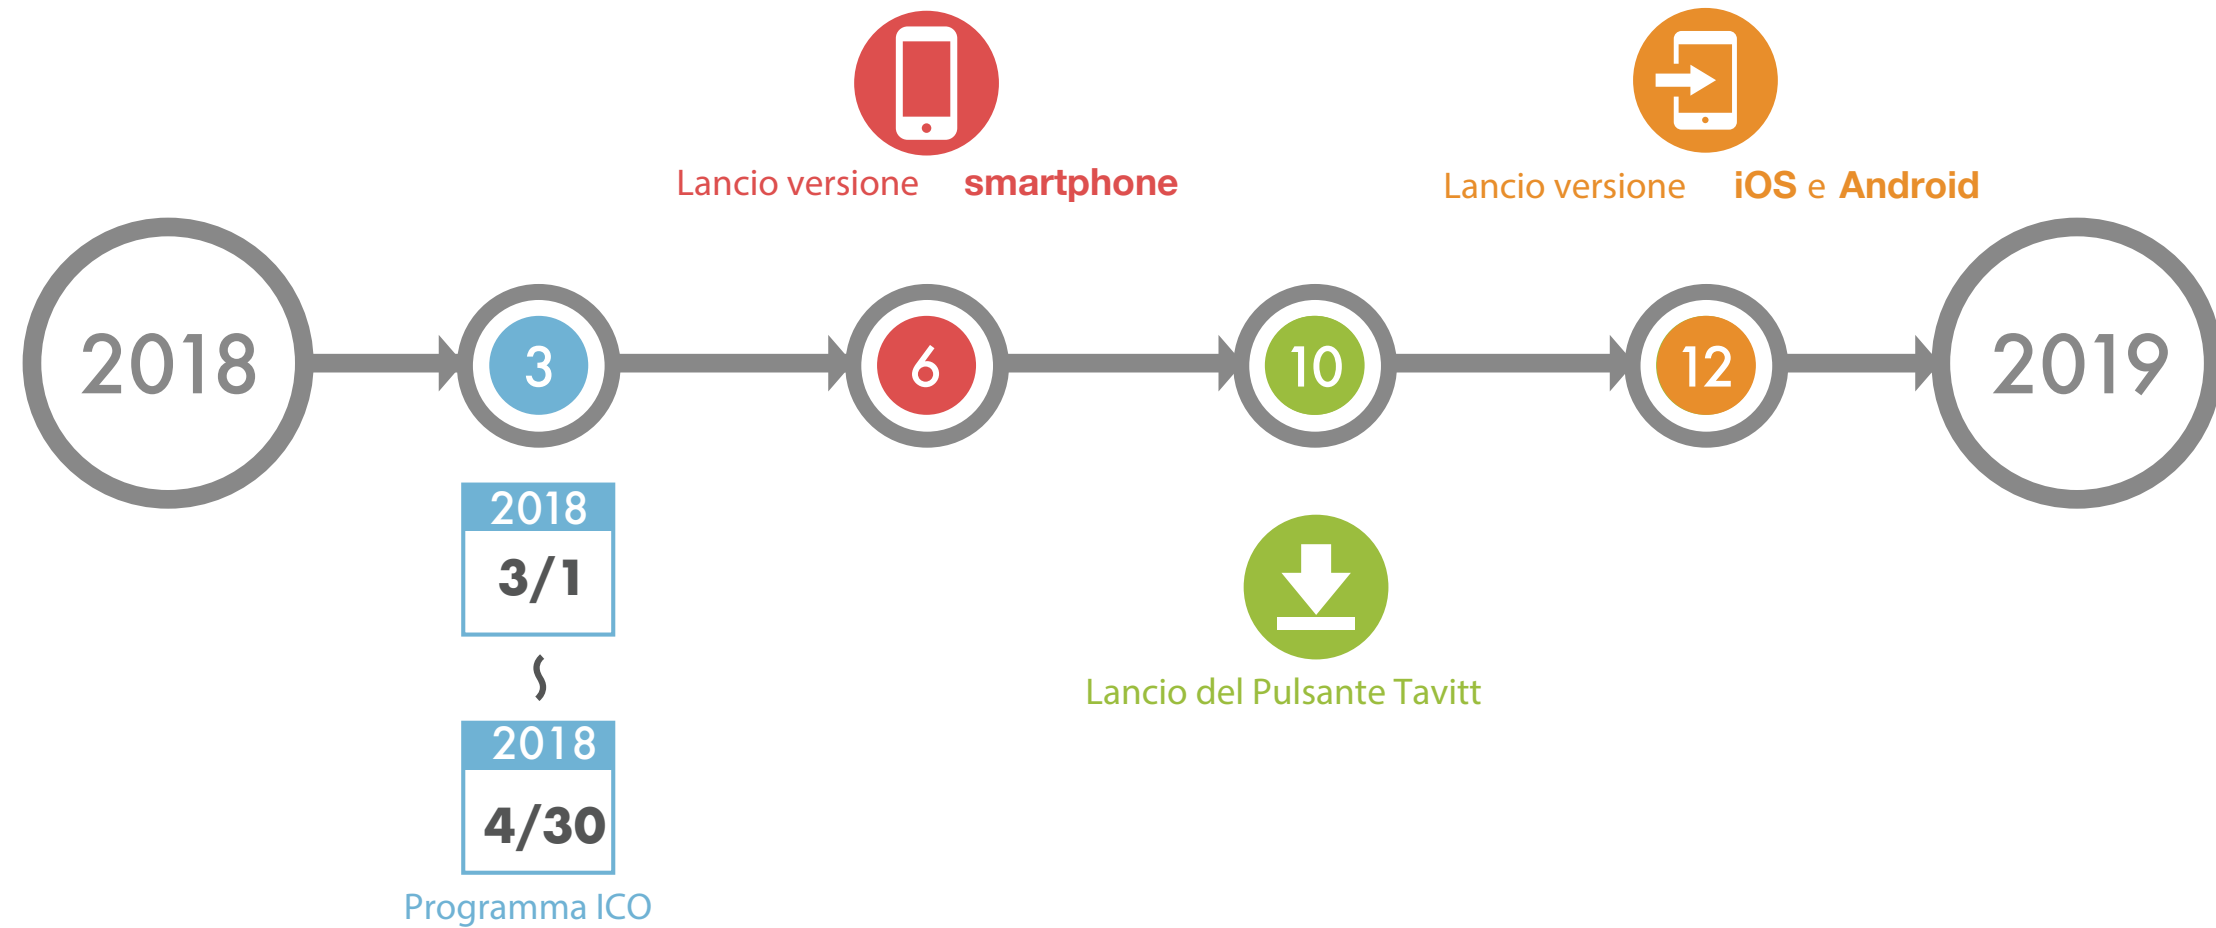 Lancio versione smartphone
Lancio versione iOS e Android
2018
3
6
10
12
2019
2018
3/1
2018
4/30
Programma ICO
Lancio del Pulsante Tavitt